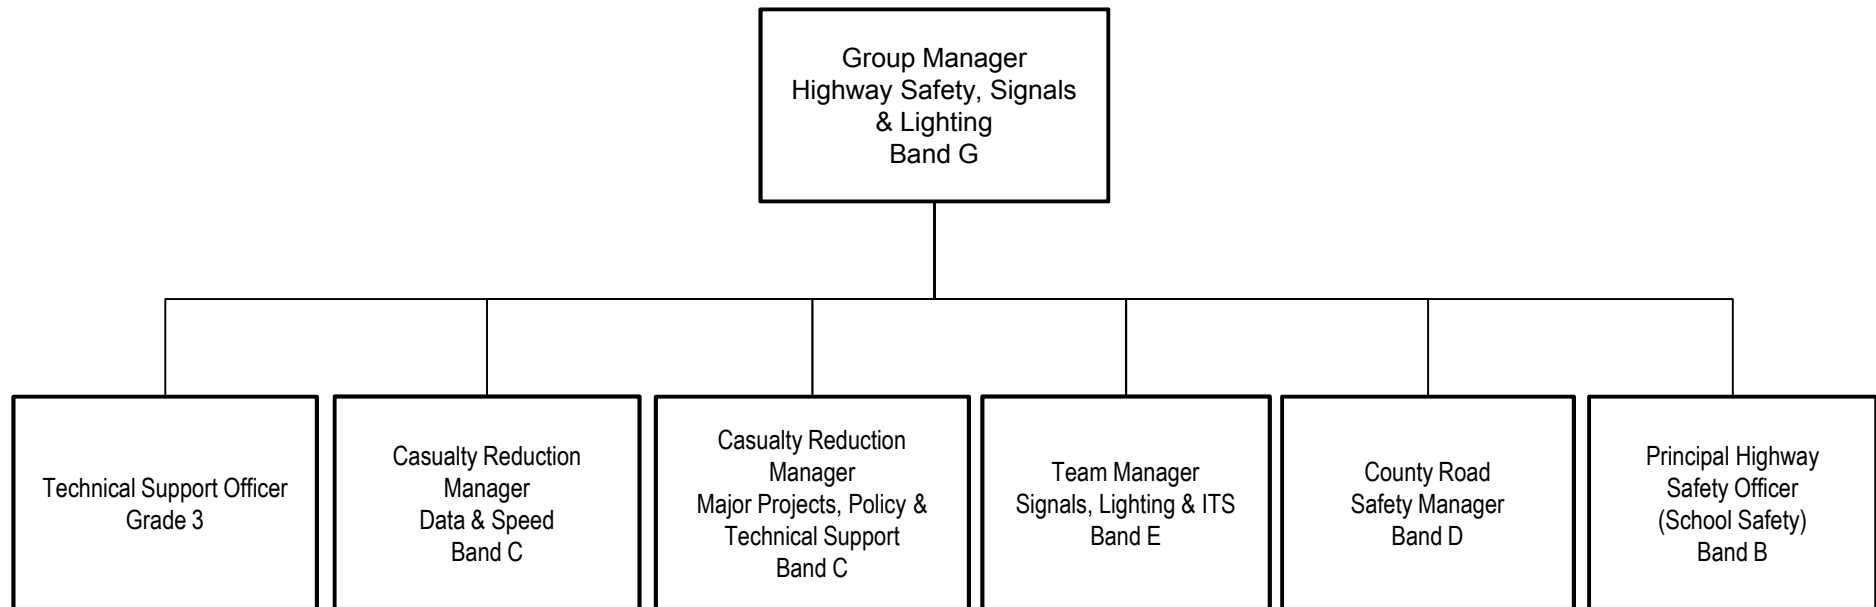 Group Manager
Highway Safety, Signals
& Lighting
Band G
Technical Support Officer
Grade 3
Casualty Reduction
Manager
Data & Speed
Band C
Casualty Reduction
Manager
Major Projects, Policy &
Technical Support
Band C
Team Manager
Signals, Lighting & ITS
Band E
County Road
Safety Manager
Band D
Principal Highway
Safety Officer
(School Safety)
Band B